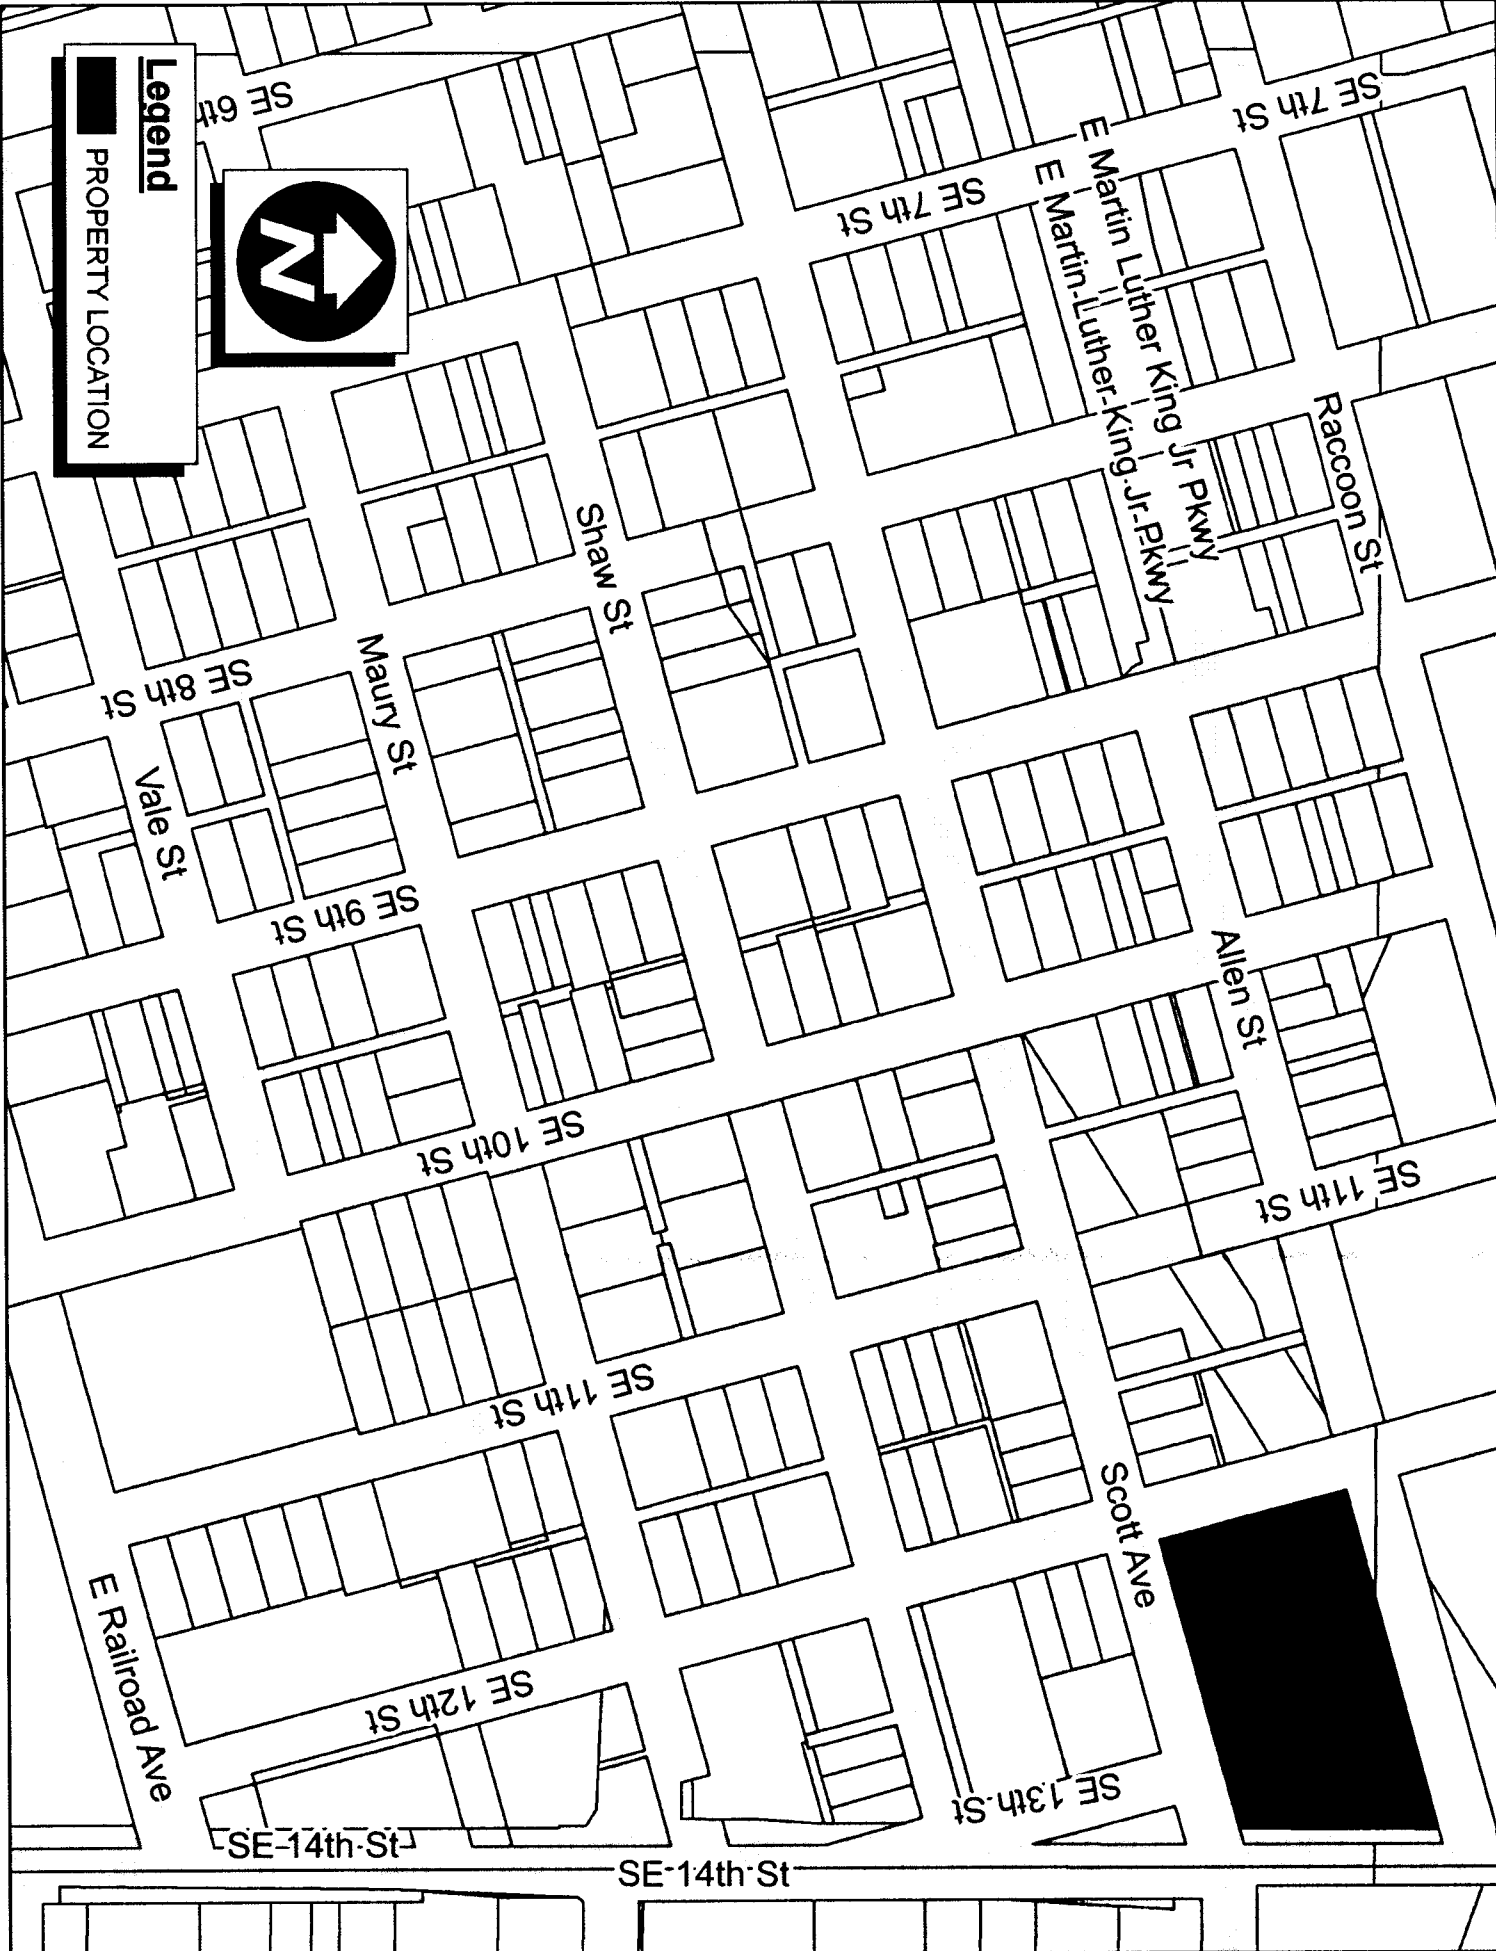 Legend
PROPERTY LOCATION
N
SE 6th
SE 7th St
SE 7th St
E Martin Luther King Jr Pkwy
E Martin Luther King Jr Pkwy
Raccoon St
Shaw St
Maury St
SE 8th St
Vale St
SE 9th St
Allen St
SE 10th St
SE 11th St
SE 11th St
Scott Ave
E Railroad Ave
SE 12th St
SE 13th St
SE 14th St
SE 14th St